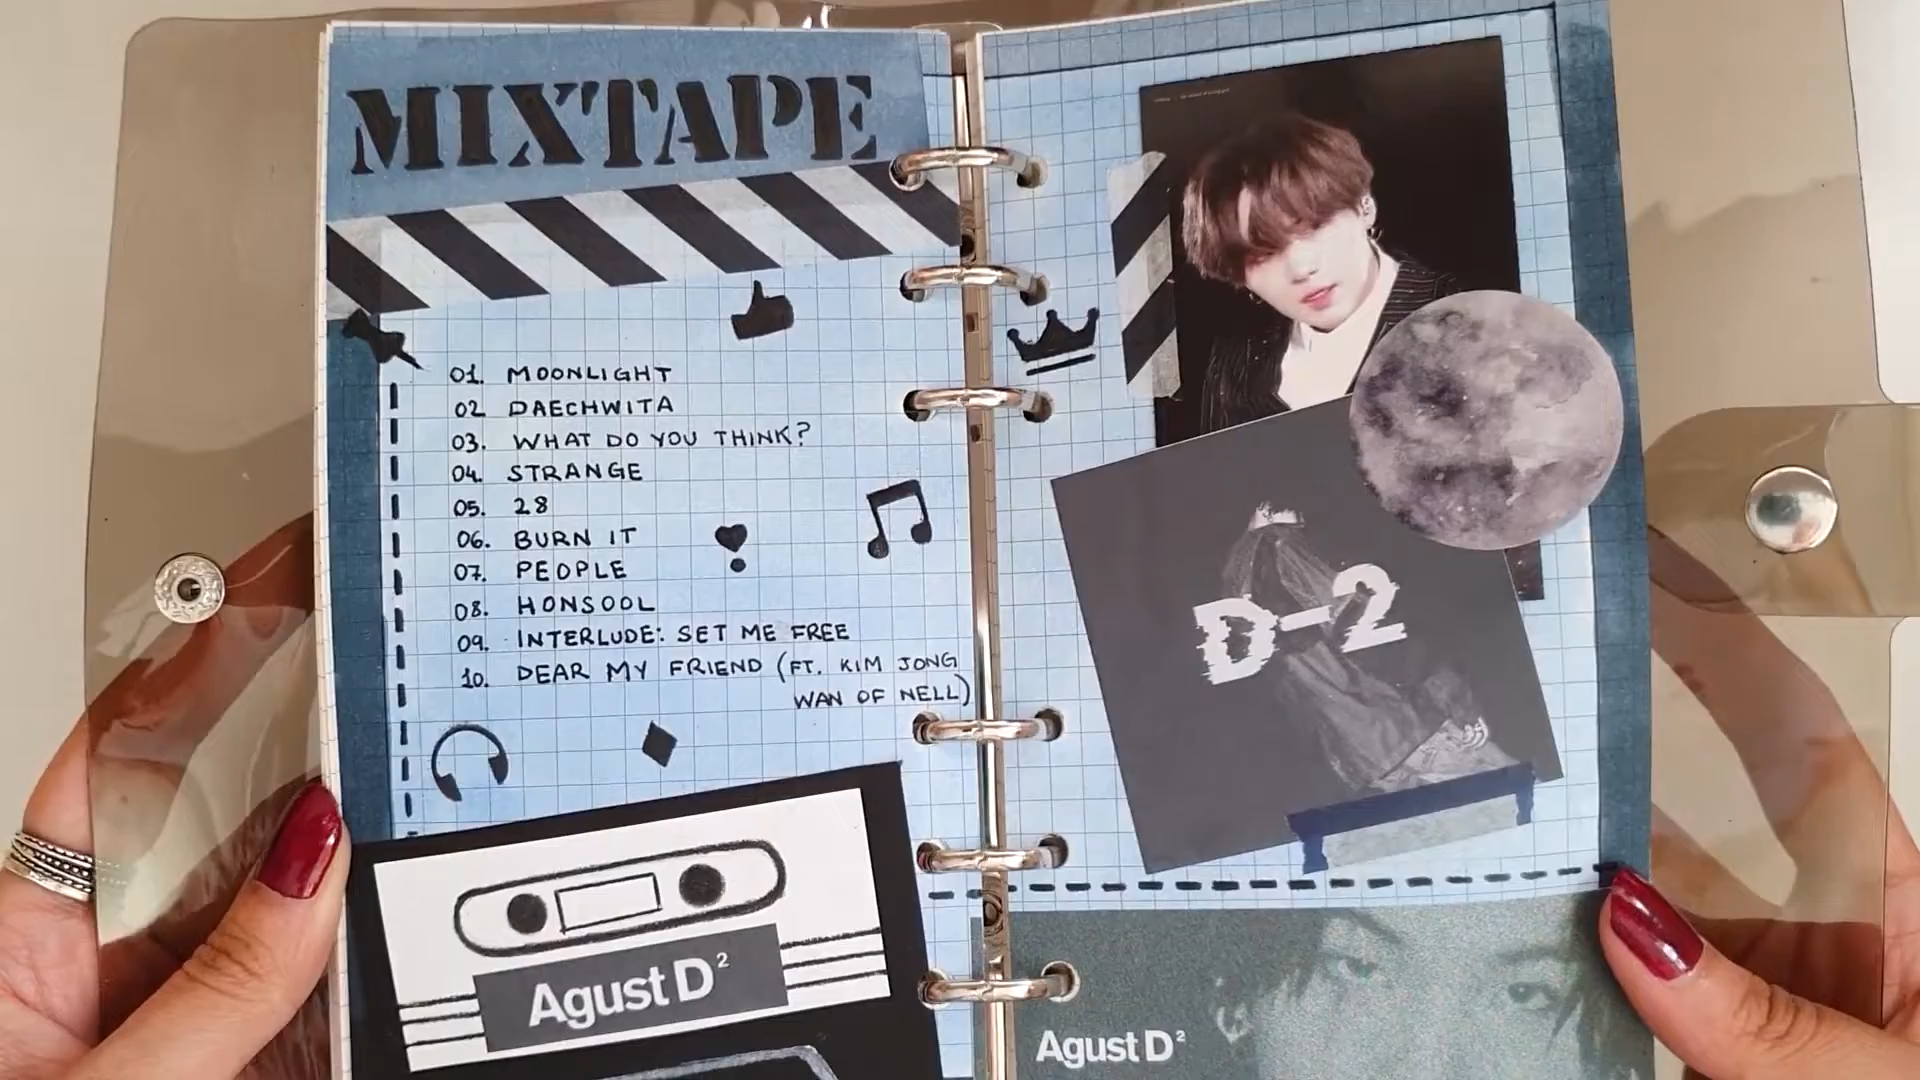 MIXTAPE
01. MOONLIGHT
02 DAECHWITA
03. WHAT DO YOU THINK?
04. STRANGE
05. 28
06. BURN IT
07. PEOPLE
08. HONSOOL
09. INTERLUDE: SET ME FREE
10. DEAR MY FRIEND (FT. KIM JONG
WAN OF NELL)
Agust D²
D-2
Agust D²